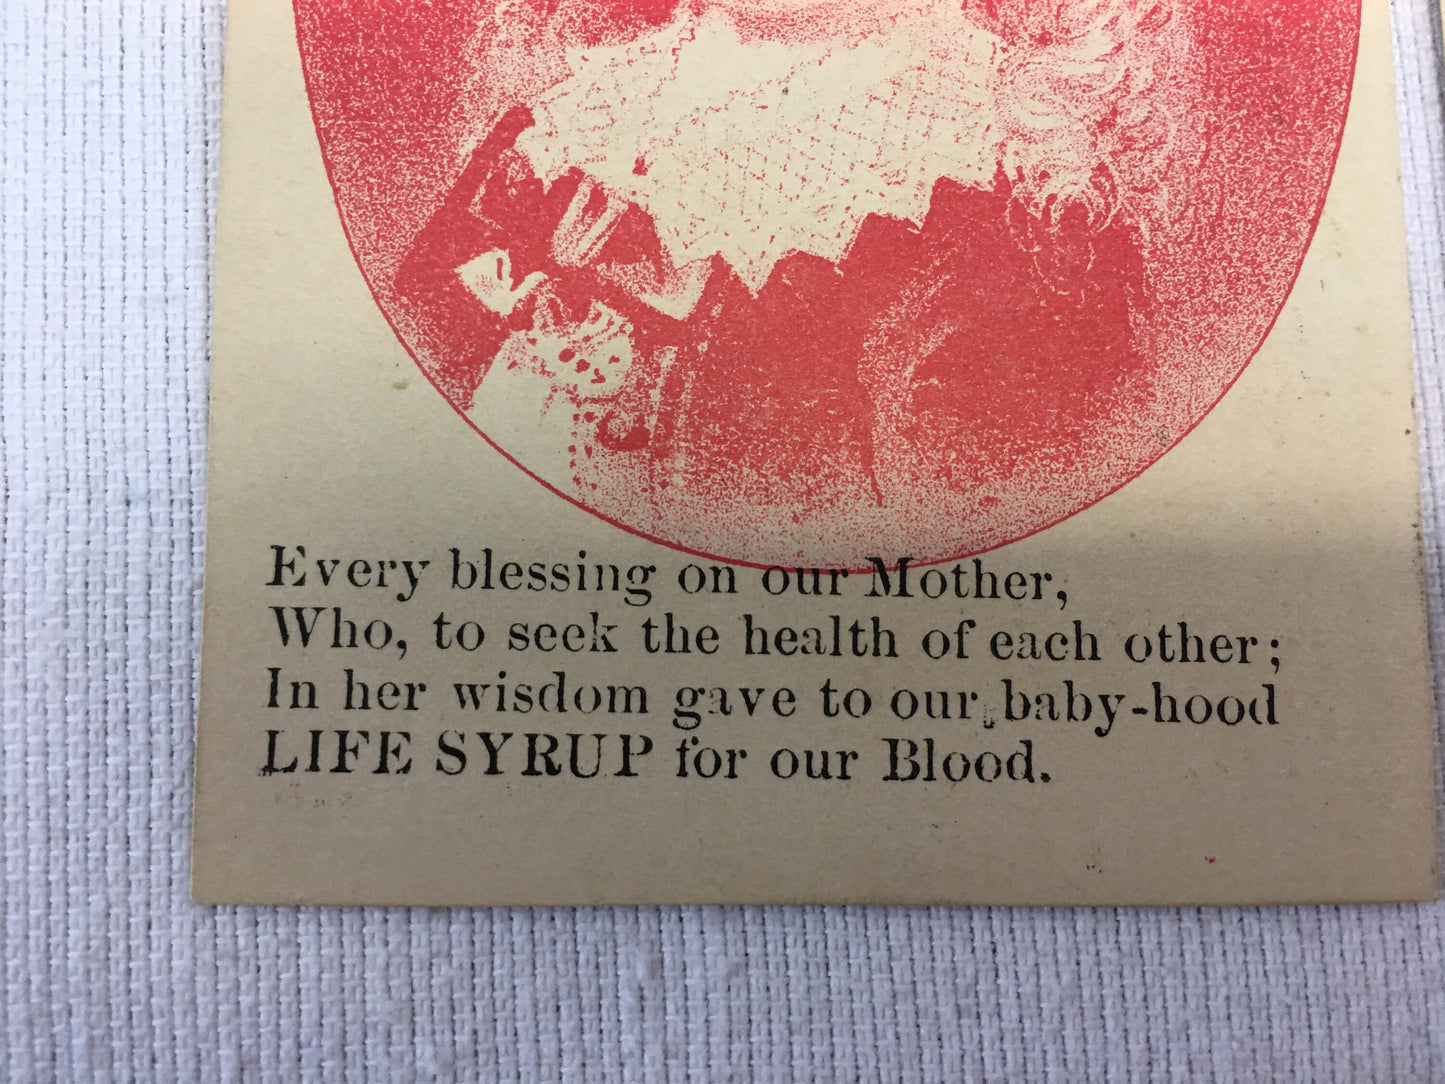 Every blessing on our Mother,
Who, to seek the health of each other;
In her wisdom gave to our baby-hood
LIFE SYRUP for our Blood.